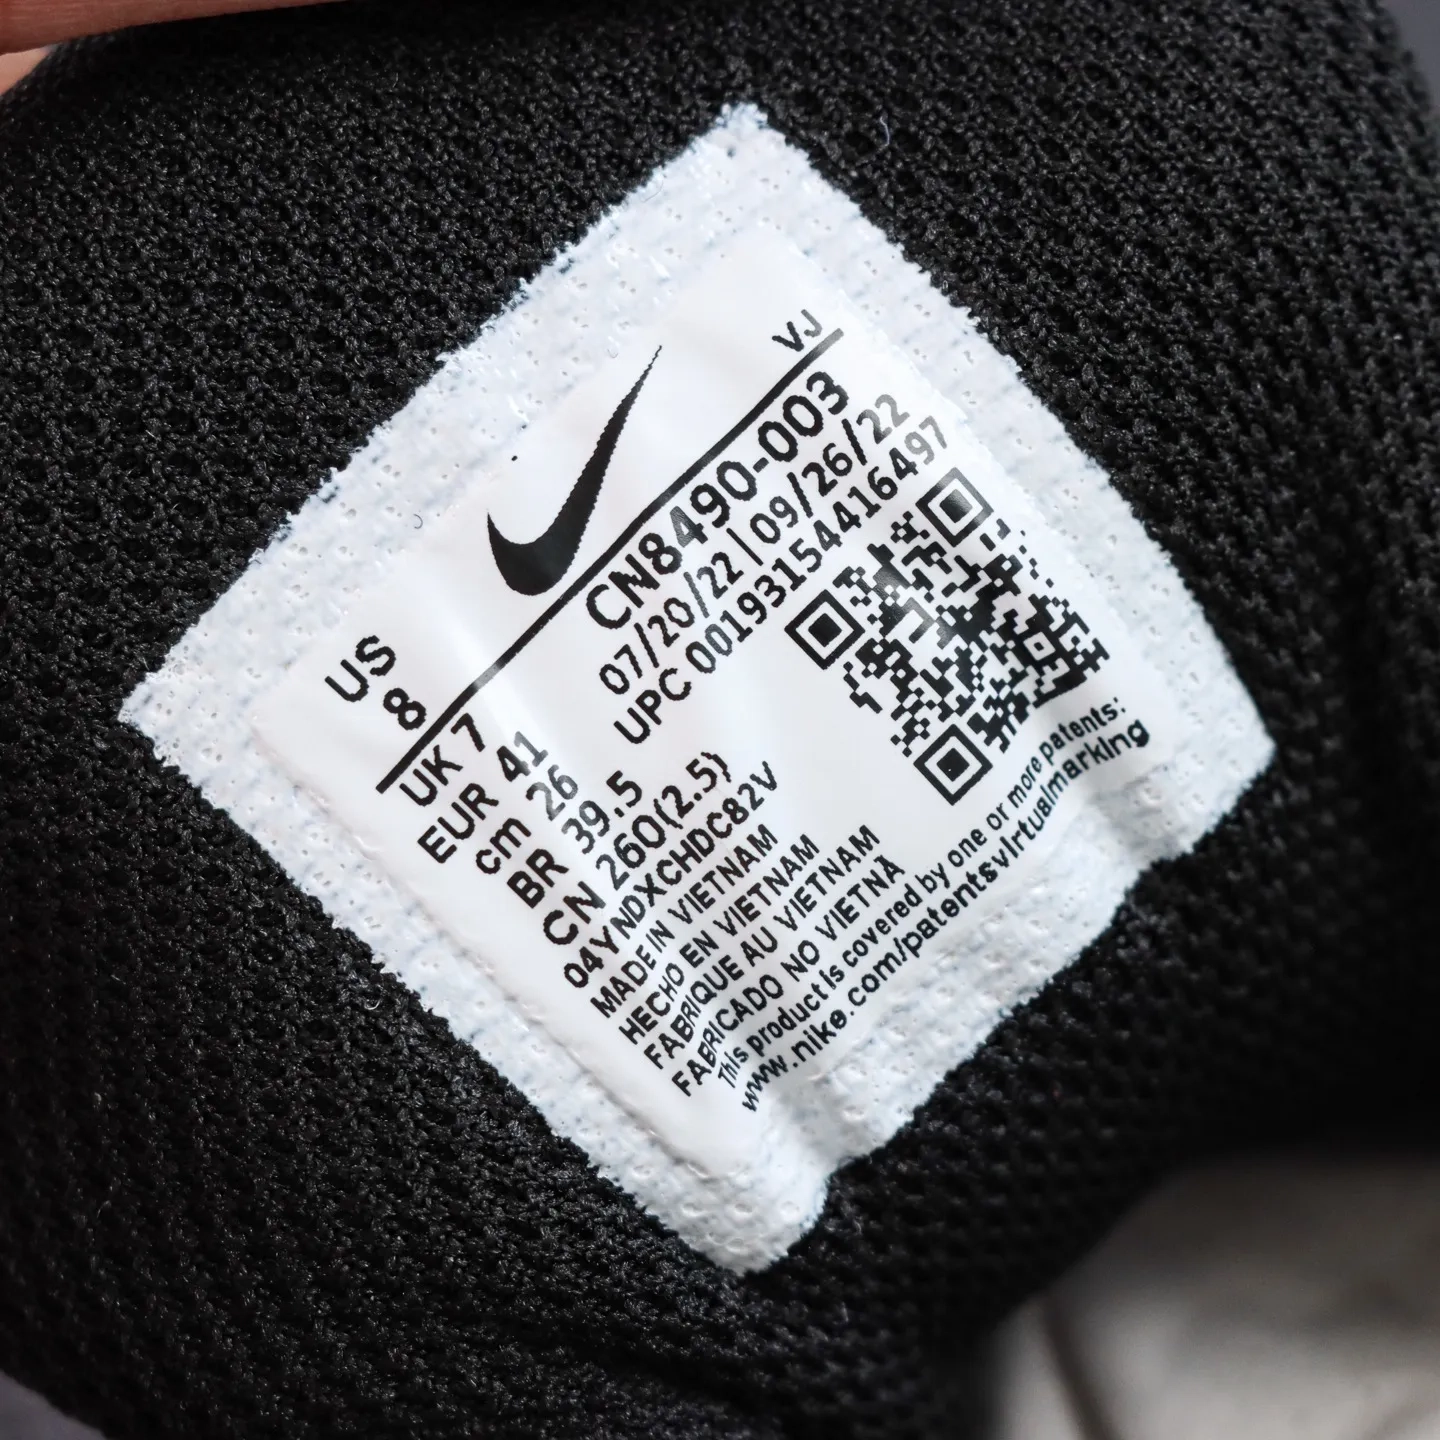 VJ
US
8
CN8490-003
07/20/22 | 09/26/22
UPC 00193154416497
UK 7
EUR 41
cm 26
BR 39.5
CN 260(2.5)
04YNDXCHDC82V
MADE IN VIETNAM
HECHO EN VIETNAM
FABRIQUE AU VIETNAM
FABRICADO NO VIETNÃ
This product is covered by one or more patents:
www.nike.com/patentsvirtualmarking